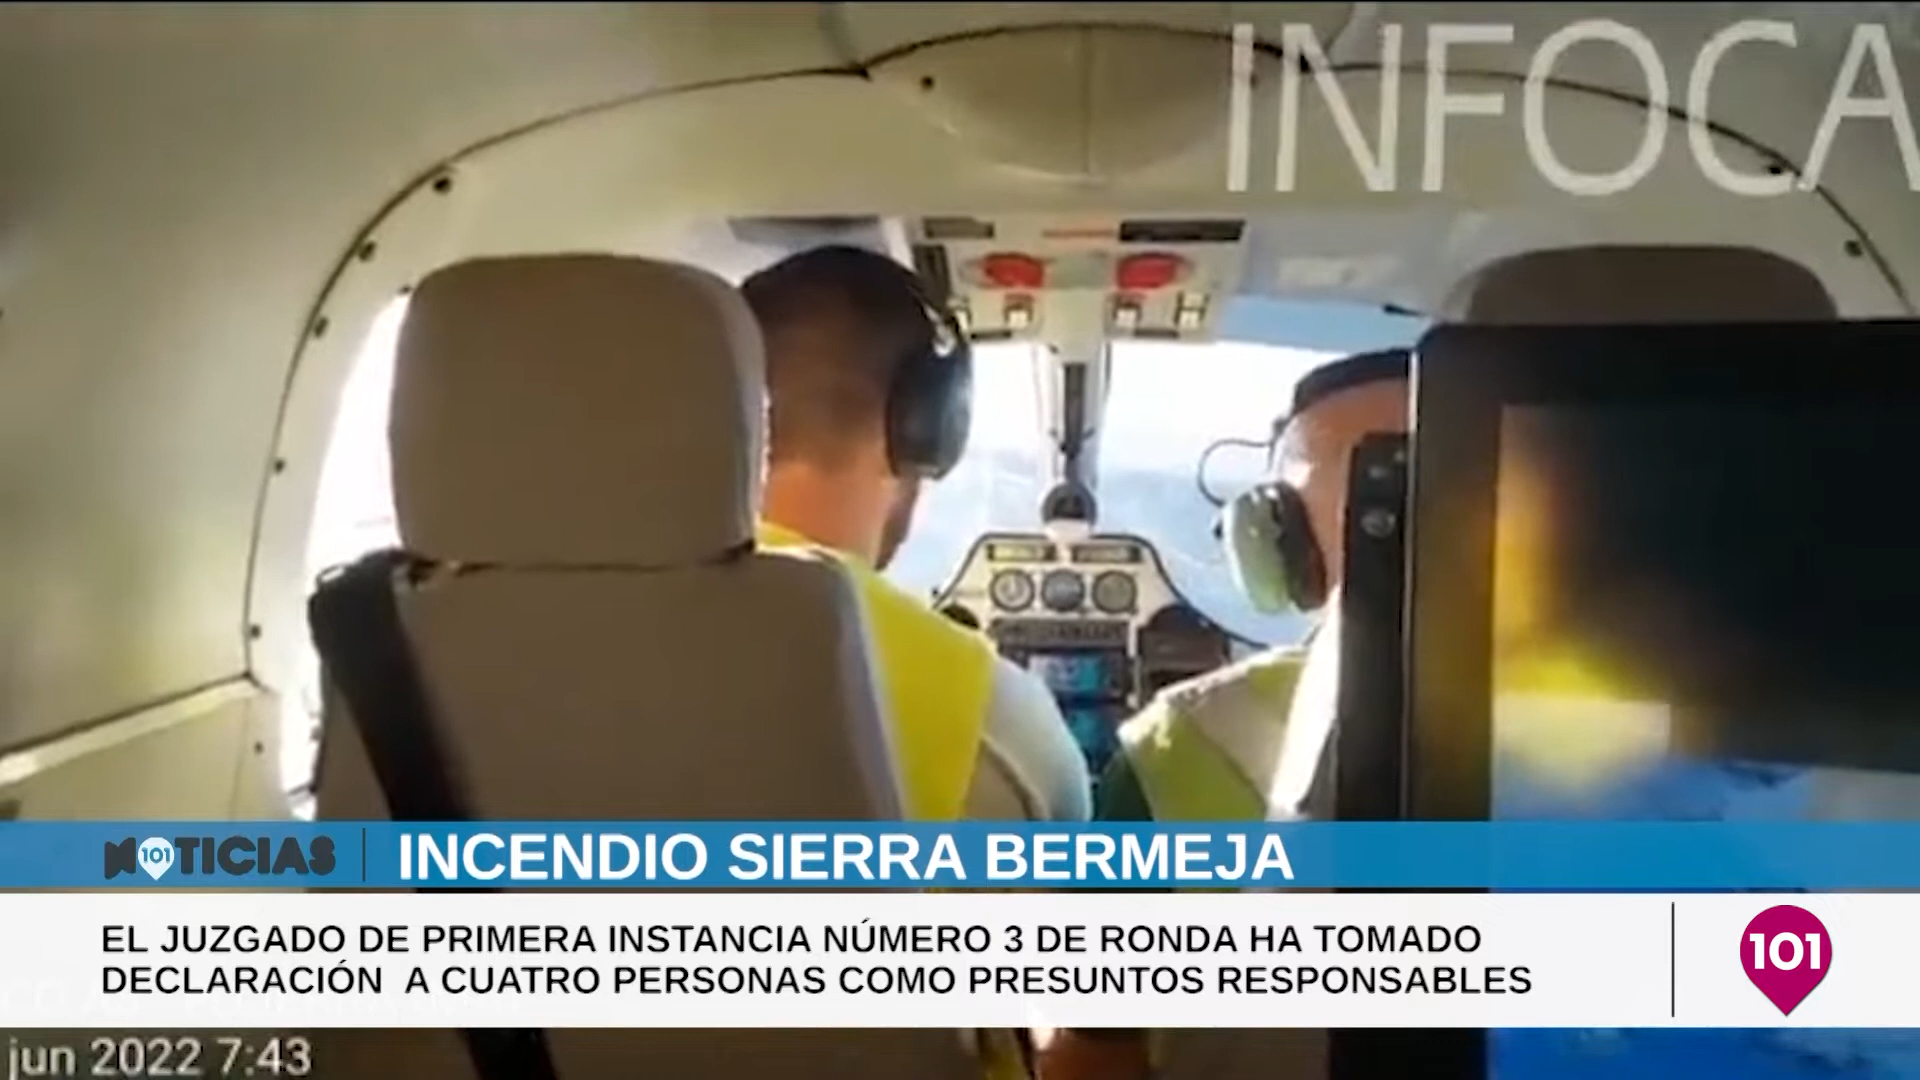 INFOCA
NOTICIAS 101
INCENDIO SIERRA BERMEJA
EL JUZGADO DE PRIMERA INSTANCIA NÚMERO 3 DE RONDA HA TOMADO
DECLARACIÓN A CUATRO PERSONAS COMO PRESUNTOS RESPONSABLES
101
jun 2022 7:43